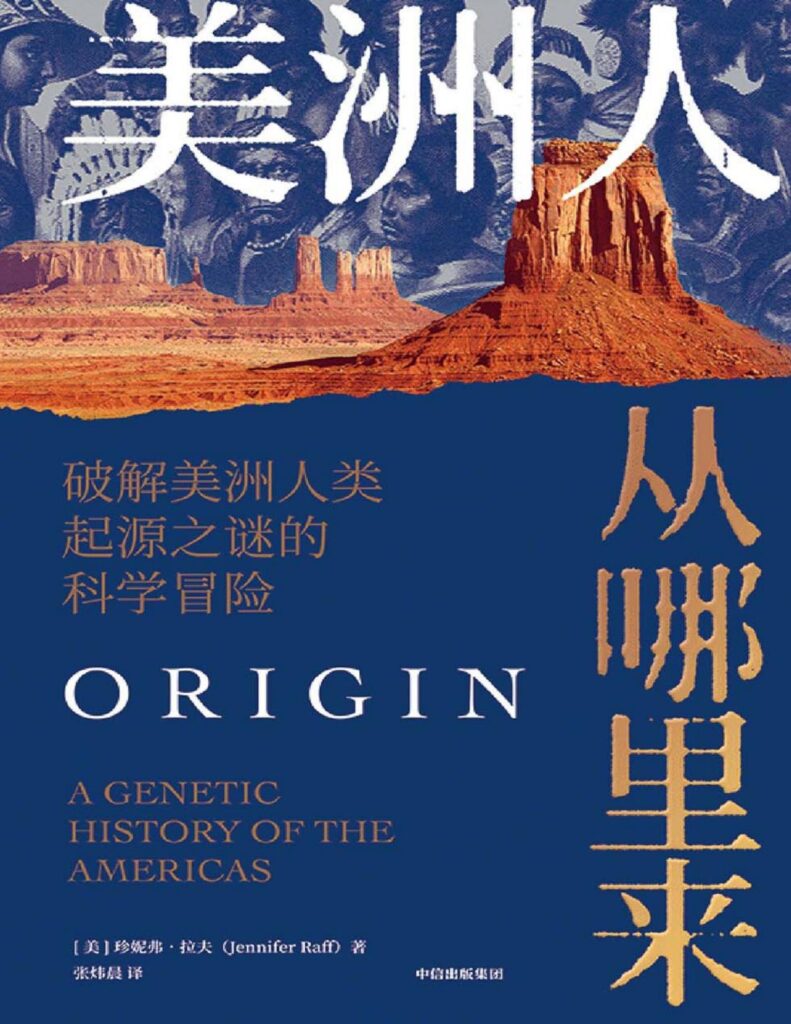 美洲人
从哪里来
破解美洲人类
起源之谜的
科学冒险
ORIGIN
A GENETIC
HISTORY OF THE
AMERICAS
[美]珍妮弗·拉夫（Jennifer Raff）著
张炜晨 译
中信出版集团